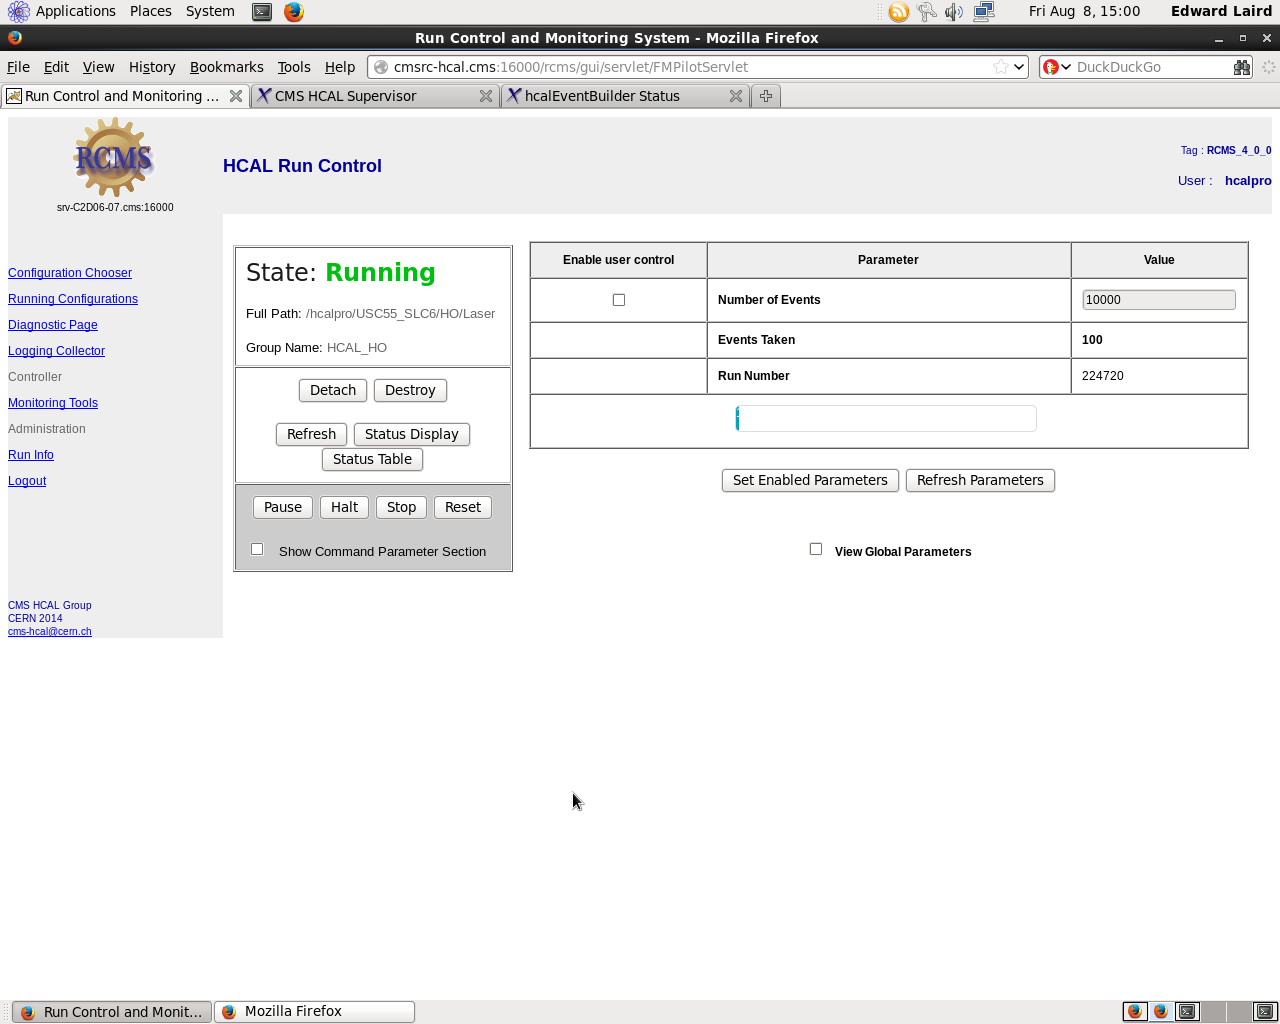 Applications Places System Fri Aug 8, 15:00 Edward Laird
Run Control and Monitoring System - Mozilla Firefox
File Edit View History Bookmarks Tools Help cmsrc-hcal.cms:16000/rcms/gui/servlet/FMPilotServlet DuckDuckGo
Run Control and Monitoring ... CMS HCAL Supervisor hcalEventBuilder Status
RCMS
srv-C2D06-07.cms:16000
HCAL Run Control
Tag : RCMS_4_0_0
User : hcalpro
Configuration Chooser
Running Configurations
Diagnostic Page
Logging Collector
Controller
Monitoring Tools
Administration
Run Info
Logout
CMS HCAL Group
CERN 2014
cms-hcal@cern.ch
State: Running
Full Path: /hcalpro/USC55_SLC6/HO/Laser
Group Name: HCAL_HO
Detach Destroy
Refresh Status Display
Status Table
Pause Halt Stop Reset
Show Command Parameter Section
Enable user control Parameter Value
Number of Events 10000
Events Taken 100
Run Number 224720
Set Enabled Parameters Refresh Parameters
View Global Parameters
Run Control and Monit... Mozilla Firefox